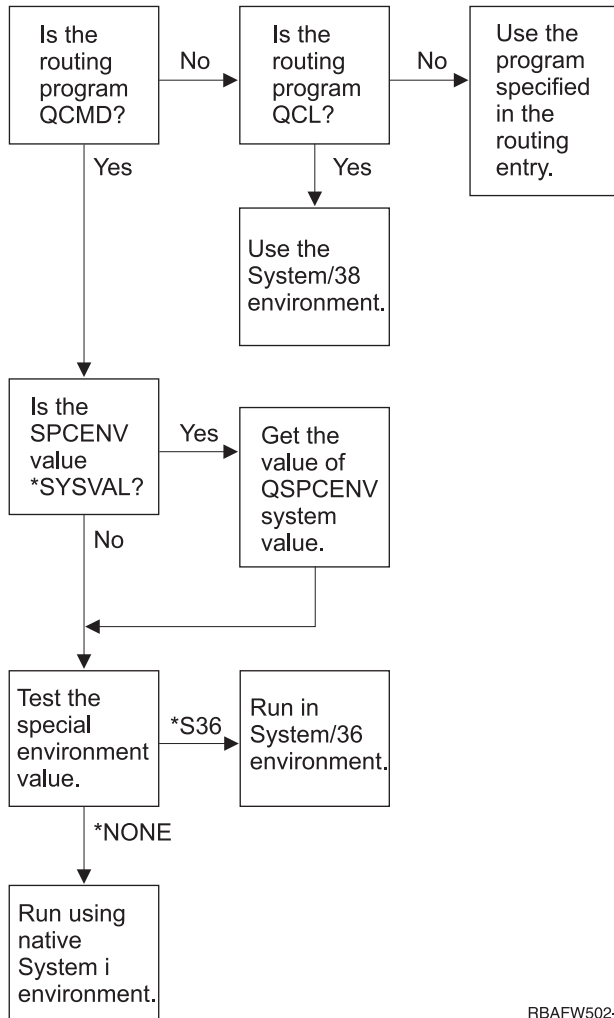 Is the
routing
program
QCMD?
No
Is the
routing
program
QCL?
No
Use the
program
specified
in the
routing
entry.
Yes
Yes
Use the
System/38
environment.
Is the
SPCENV
value
*SYSVAL?
Yes
Get the
value of
QSPCENV
system
value.
No
Test the
special
environment
value.
*S36
Run in
System/36
environment.
*NONE
Run using
native
System i
environment.